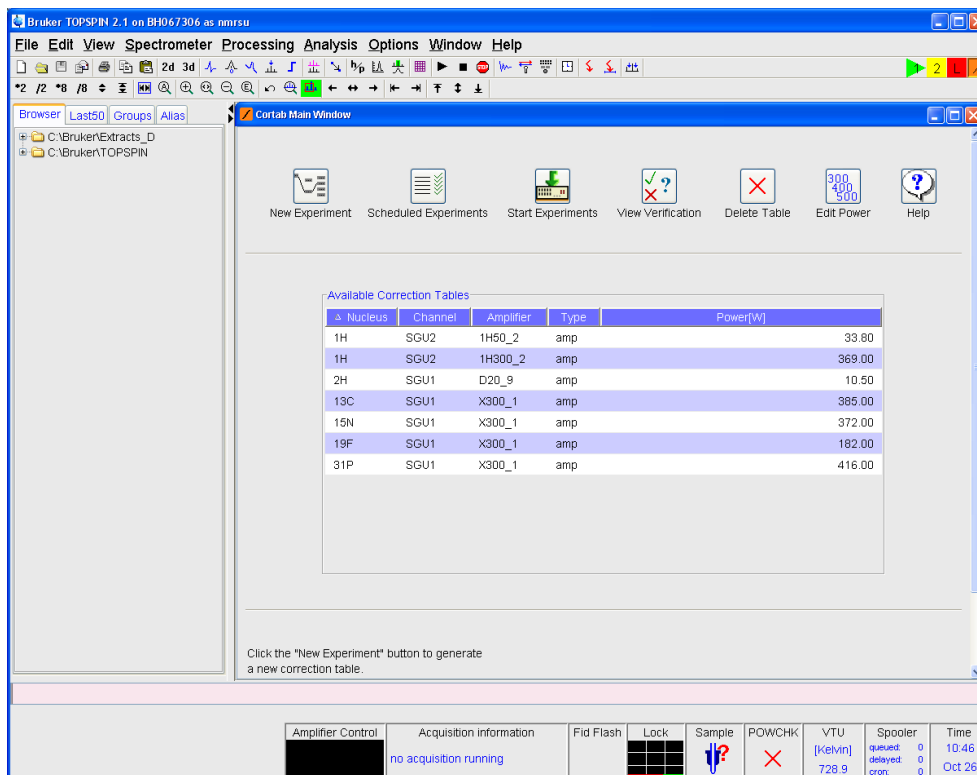 Bruker TOPSPIN 2.1 on BH067306 as nmrsu
File Edit View Spectrometer Processing Analysis Options Window Help
2d 3d
*2 /2 *8 /8
2 L
Browser Last50 Groups Alias
C:\Bruker\Extracts_D
C:\Bruker\TOPSPIN
Cortab Main Window
300
400
500
New Experiment Scheduled Experiments Start Experiments View Verification Delete Table Edit Power Help
Available Correction Tables
Nucleus Channel Amplifier Type Power[W]
1H SGU2 1H50_2 amp 33.80
1H SGU2 1H300_2 amp 369.00
2H SGU1 D20_9 amp 10.50
13C SGU1 X300_1 amp 385.00
15N SGU1 X300_1 amp 372.00
19F SGU1 X300_1 amp 182.00
31P SGU1 X300_1 amp 416.00
Click the "New Experiment" button to generate
a new correction table.
Amplifier Control Acquisition information Fid Flash Lock Sample POWCHK VTU Spooler Time
no acquisition running
[Kelvin]
728.9
queued: 0
delayed: 0
cron: 0
10:46
Oct 26